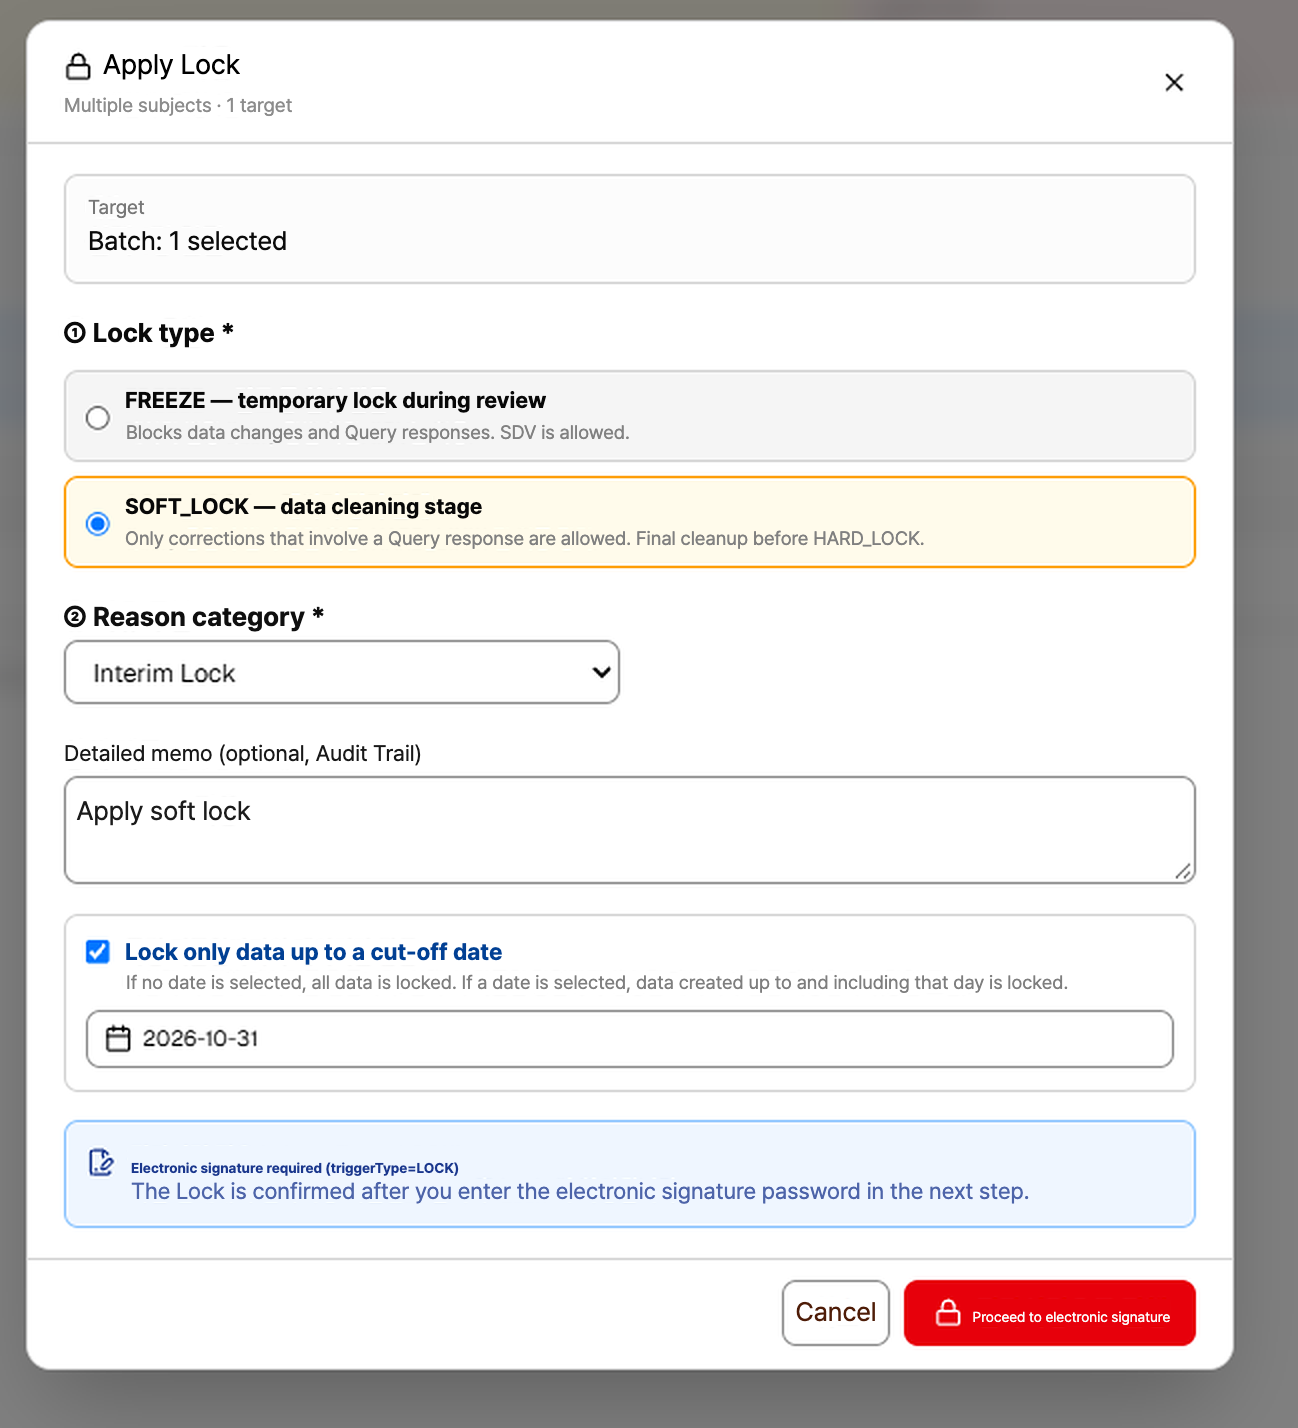 Apply Lock
Multiple subjects · 1 target
Target
Batch: 1 selected
① Lock type *
FREEZE — temporary lock during review
Blocks data changes and Query responses. SDV is allowed.
SOFT_LOCK — data cleaning stage
Only corrections that involve a Query response are allowed. Final cleanup before HARD_LOCK.
② Reason category *
Interim Lock
Detailed memo (optional, Audit Trail)
Apply soft lock
Lock only data up to a cut-off date
If no date is selected, all data is locked. If a date is selected, data created up to and including that day is locked.
2026-10-31
Electronic signature required (triggerType=LOCK)
The Lock is confirmed after you enter the electronic signature password in the next step.
Cancel
Proceed to electronic signature